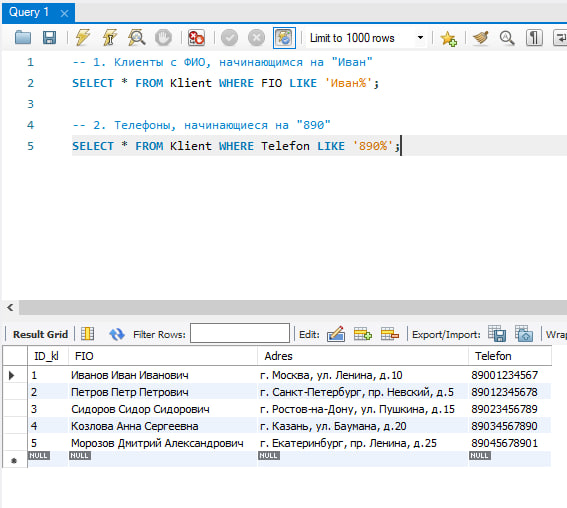 Query 1
Limit to 1000 rows
1 -- 1. Клиенты с ФИО, начинающимся на "Иван"
2 SELECT * FROM Klient WHERE FIO LIKE 'Иван%';
3
4 -- 2. Телефоны, начинающиеся на "890"
5 SELECT * FROM Klient WHERE Telefon LIKE '890%';
Result Grid Filter Rows: Edit: Export/Import: Wrap
ID_kl FIO Adres Telefon
1 Иванов Иван Иванович г. Москва, ул. Ленина, д.10 89001234567
2 Петров Петр Петрович г. Санкт-Петербург, пр. Невский, д.5 89012345678
3 Сидоров Сидор Сидорович г. Ростов-на-Дону, ул. Пушкина, д.15 89023456789
4 Козлова Анна Сергеевна г. Казань, ул. Баумана, д.20 89034567890
5 Морозов Дмитрий Александрович г. Екатеринбург, пр. Ленина, д.25 89045678901
NULL NULL NULL NULL